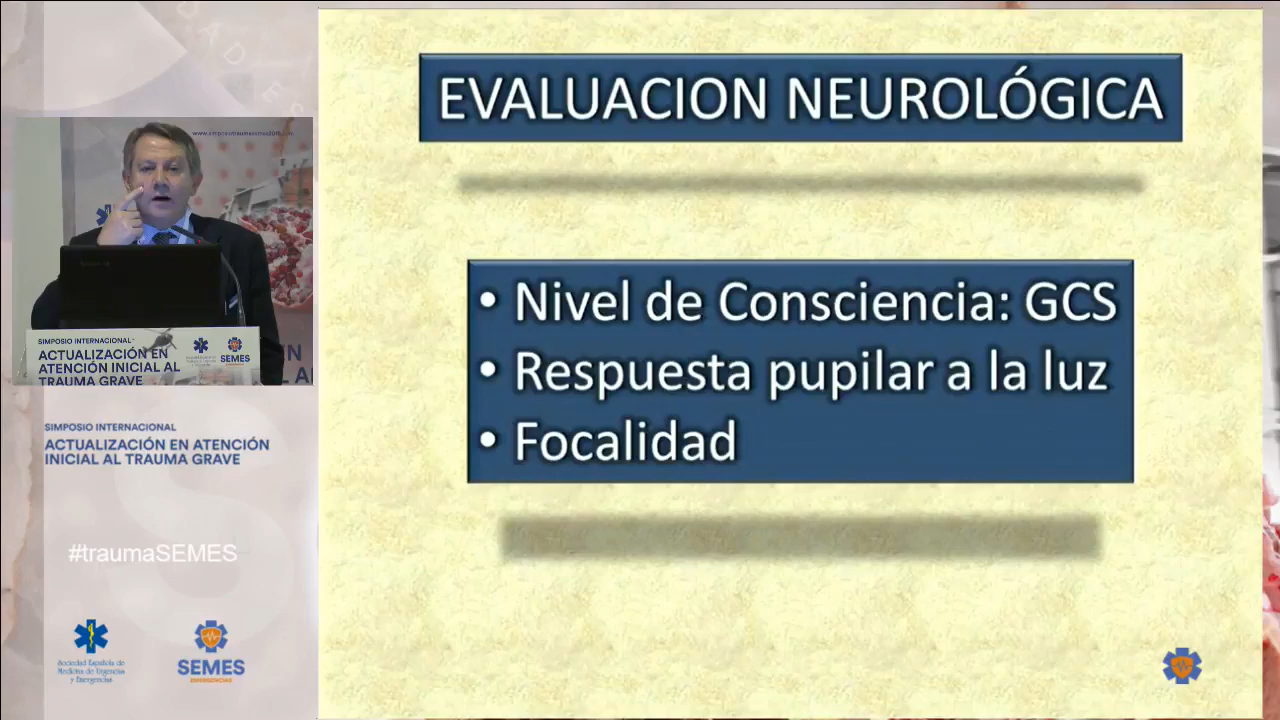 EVALUACION NEUROLÓGICA
• Nivel de Consciencia: GCS
• Respuesta pupilar a la luz
• Focalidad
SIMPOSIO INTERNACIONAL
ACTUALIZACIÓN EN
ATENCIÓN INICIAL AL
TRAUMA GRAVE
SEMES
SIMPOSIO INTERNACIONAL
ACTUALIZACIÓN EN ATENCIÓN
INICIAL AL TRAUMA GRAVE
#traumaSEMES
Sociedad Española de
Medicina de Urgencias
y Emergencias
SEMES